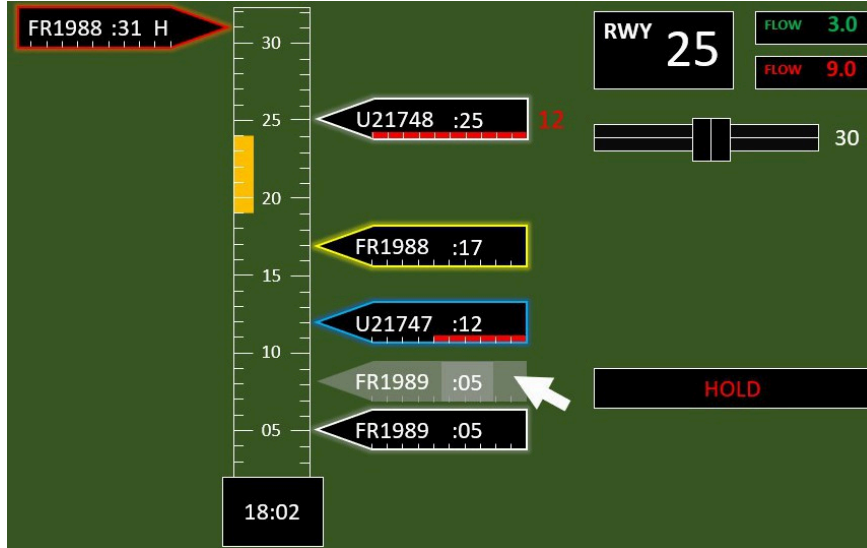 FR1988 :31 H
30
U21748 :25 12
25
20
FR1988 :17
15
U21747 :12
10
FR1989 :05
FR1989 :05
05
18:02
RWY 25
FLOW 3.0
FLOW 9.0
30
HOLD